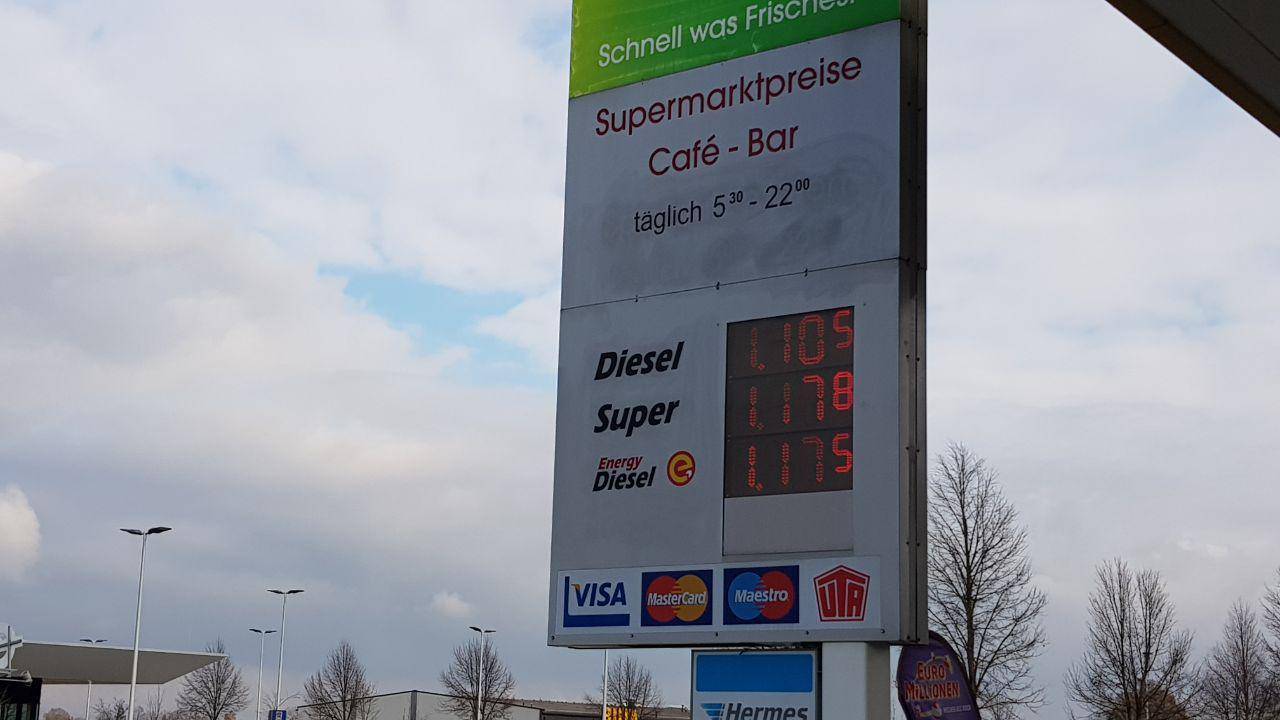 Schnell was Frisches!
Supermarktpreise
Café - Bar
täglich 5³⁰ - 22⁰⁰
Diesel 1,105
Super 1,178
Energy
Diesel e 1,175
VISA MasterCard Maestro UTA
Hermes
EURO
MILLIONEN